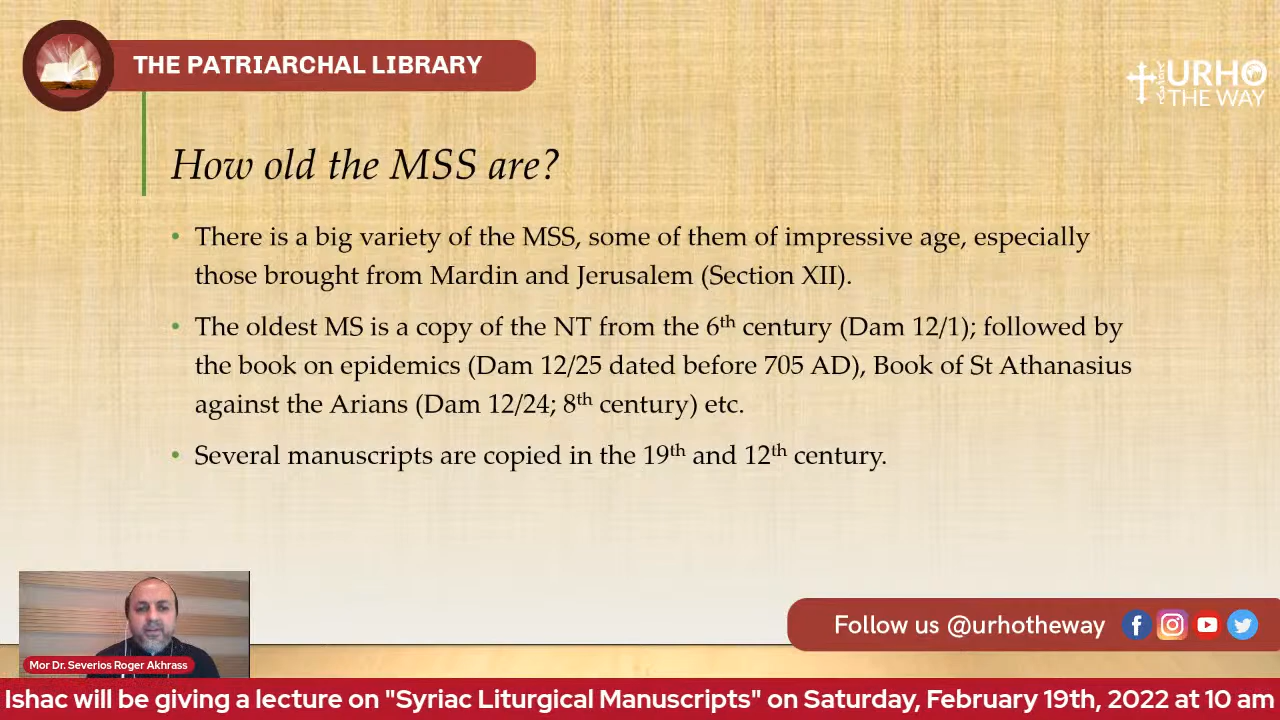 THE PATRIARCHAL LIBRARY
URHO
THE WAY
How old the MSS are?
• There is a big variety of the MSS, some of them of impressive age, especially
those brought from Mardin and Jerusalem (Section XII).
• The oldest MS is a copy of the NT from the 6th century (Dam 12/1); followed by
the book on epidemics (Dam 12/25 dated before 705 AD), Book of St Athanasius
against the Arians (Dam 12/24; 8th century) etc.
• Several manuscripts are copied in the 19th and 12th century.
Follow us @urhotheway
Mor Dr. Severios Roger Akhrass
Ishac will be giving a lecture on "Syriac Liturgical Manuscripts" on Saturday, February 19th, 2022 at 10 am